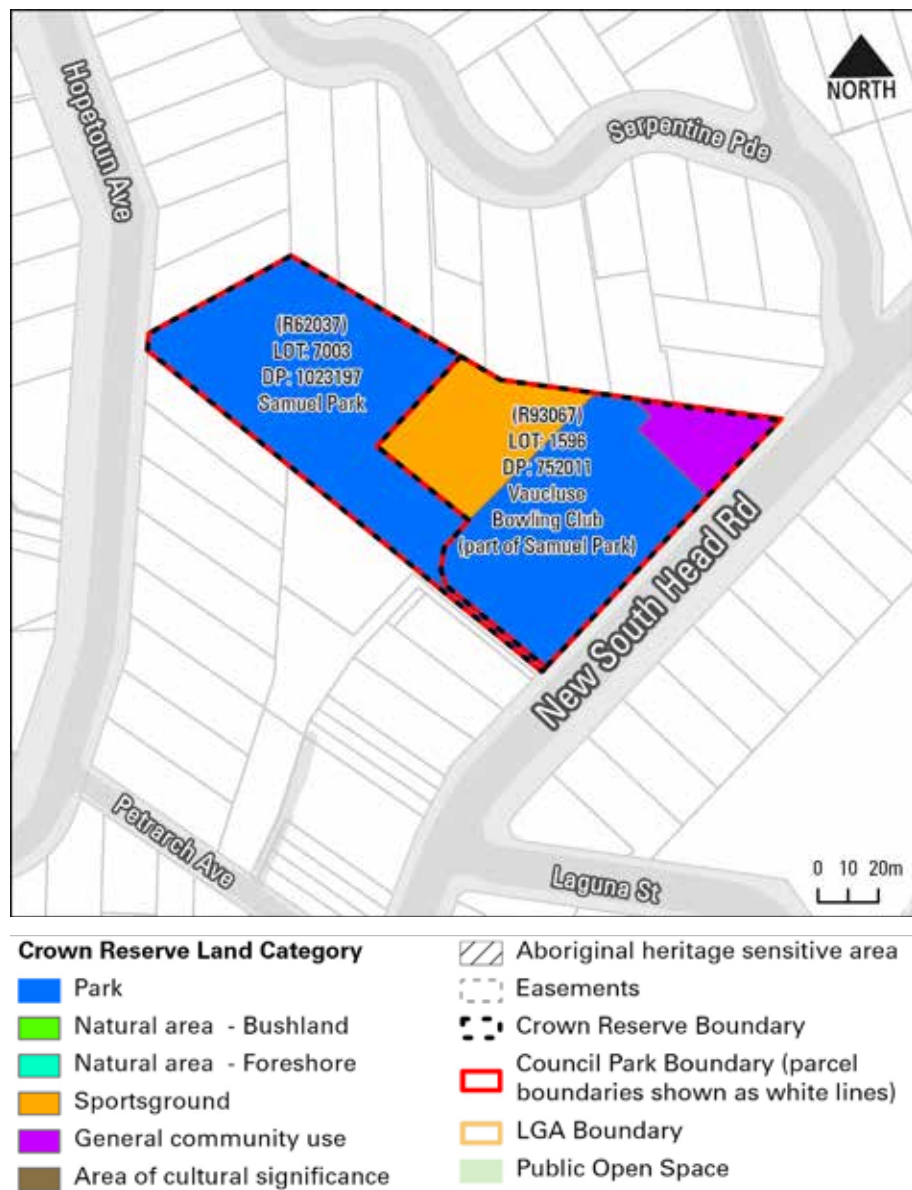 NORTH
Hopetoun Ave
Serpentine Pde
(R62037)
LOT: 7003
DP: 1023197
Samuel Park
(R93067)
LOT: 1596
DP: 752011
Vaucluse
Bowling Club
(part of Samuel Park)
New South Head Rd
Petrarch Ave
Laguna St
0 10 20m
Crown Reserve Land Category
Park
Natural area - Bushland
Natural area - Foreshore
Sportsground
General community use
Area of cultural significance
Aboriginal heritage sensitive area
Easements
Crown Reserve Boundary
Council Park Boundary (parcel
boundaries shown as white lines)
LGA Boundary
Public Open Space